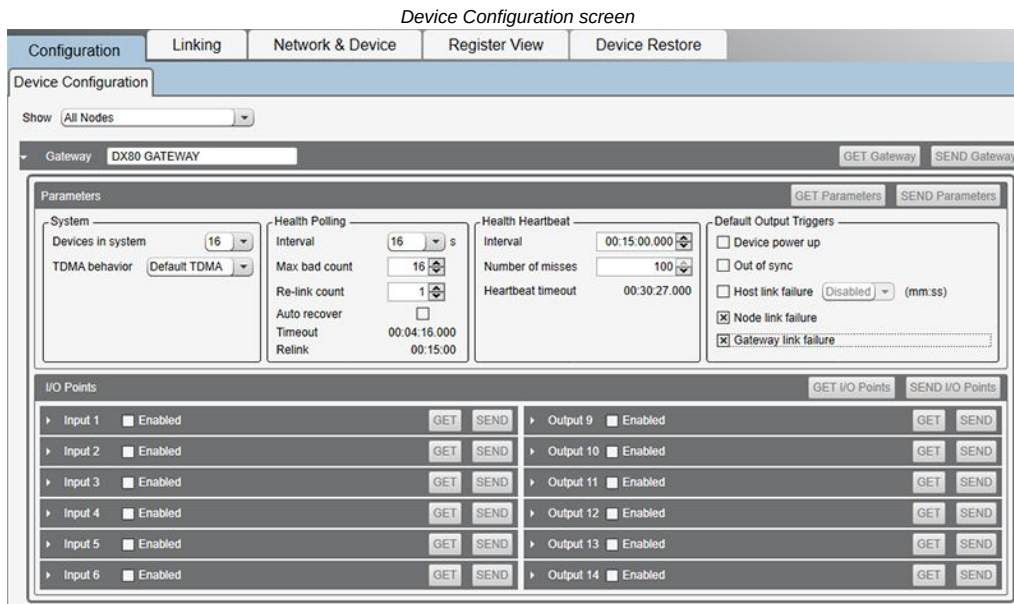 Device Configuration screen
Configuration Linking Network & Device Register View Device Restore
Device Configuration
Show All Nodes
Gateway DX80 GATEWAY GET Gateway SEND Gateway
Parameters GET Parameters SEND Parameters
System
Devices in system 16
TDMA behavior Default TDMA
Health Polling
Interval 16 s
Max bad count 16
Re-link count 1
Auto recover
Timeout 00:04:16.000
Relink 00:15:00
Health Heartbeat
Interval 00:15:00.000
Number of misses 100
Heartbeat timeout 00:30:27.000
Default Output Triggers
Device power up
Out of sync
Host link failure Disabled (mm:ss)
Node link failure
Gateway link failure
I/O Points GET I/O Points SEND I/O Points
Input 1 Enabled GET SEND Output 9 Enabled GET SEND
Input 2 Enabled GET SEND Output 10 Enabled GET SEND
Input 3 Enabled GET SEND Output 11 Enabled GET SEND
Input 4 Enabled GET SEND Output 12 Enabled GET SEND
Input 5 Enabled GET SEND Output 13 Enabled GET SEND
Input 6 Enabled GET SEND Output 14 Enabled GET SEND